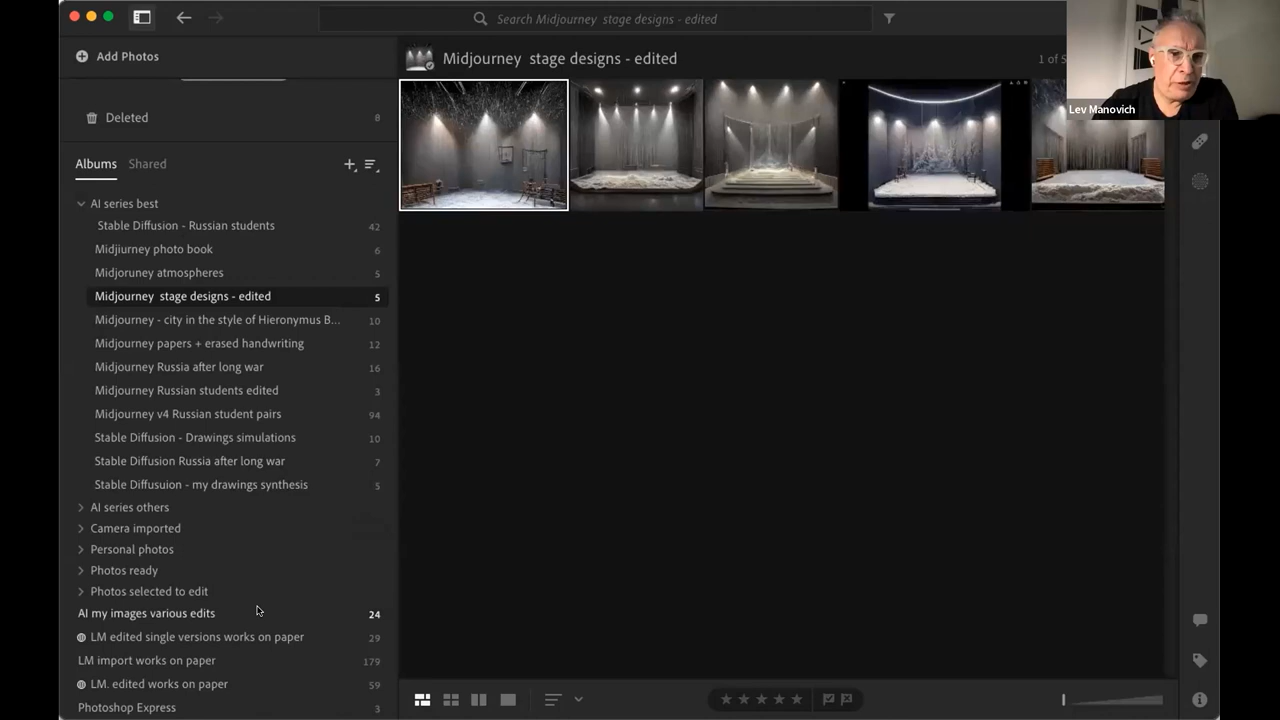 Search Midjourney  stage designs - edited
Add Photos
Midjourney  stage designs - edited
1 of 5
Lev Manovich
Deleted 8
Albums Shared
AI series best
Stable Diffusion - Russian students 42
Midjiurney photo book 6
Midjoruney atmospheres 5
Midjourney  stage designs - edited 5
Midjourney - city in the style of Hieronymus B... 10
Midjourney papers + erased handwriting 12
Midjourney Russia after long war 16
Midjourney Russian students edited 3
Midjourney v4 Russian student pairs 94
Stable Diffusion - Drawings simulations 10
Stable Diffusion Russia after long war 7
Stable Diffusuion - my drawings synthesis 5
AI series others
Camera imported
Personal photos
Photos ready
Photos selected to edit
AI my images various edits 24
LM edited single versions works on paper 29
LM import works on paper 179
LM. edited works on paper 59
Photoshop Express 3